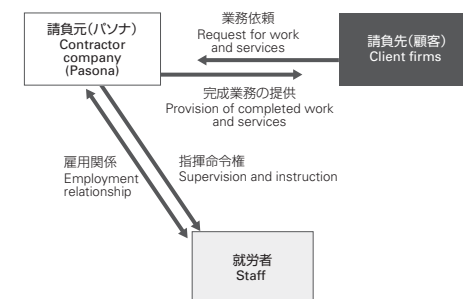 請負元(パソナ)
Contractor
company
(Pasona)
業務依頼
Request for work
and services
請負先(顧客)
Client firms
完成業務の提供
Provision of completed work
and services
雇用関係
Employment
relationship
指揮命令権
Supervision and instruction
就労者
Staff